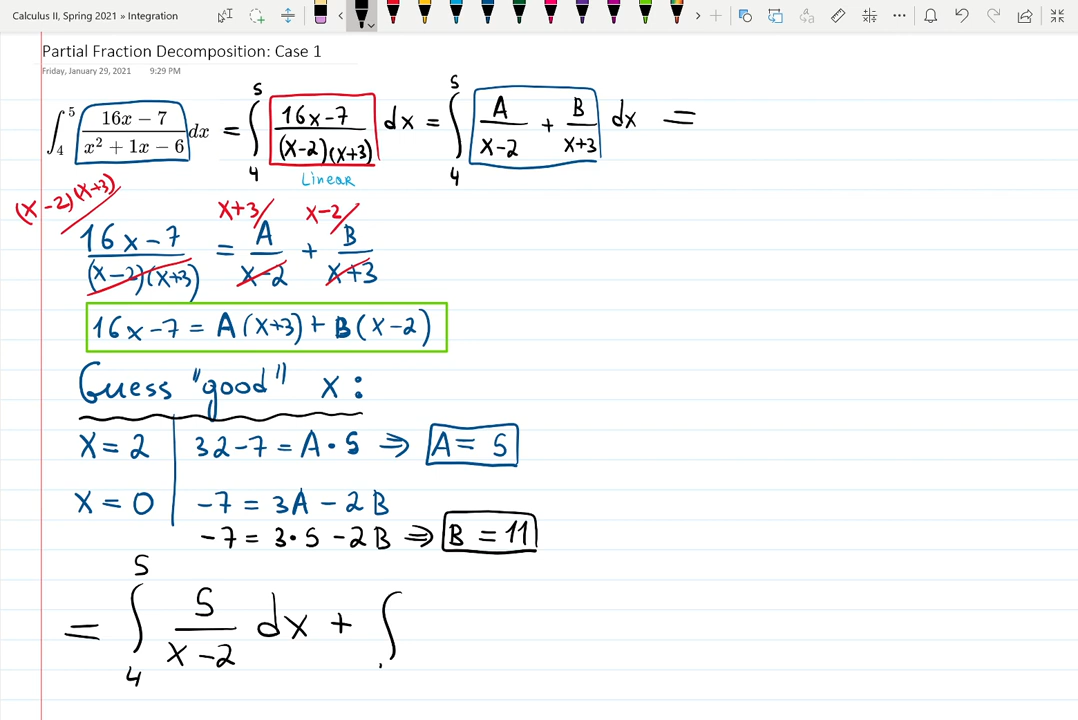 Calculus II, Spring 2021 » Integration
Partial Fraction Decomposition: Case 1
Friday, January 29, 2021 9:29 PM
∫₄⁵ (16x − 7)/(x² + 1x − 6) dx = ∫₄⁵ (16x-7)/((x-2)(x+3)) dx = ∫₄⁵ A/(x-2) + B/(x+3) dx =
Linear
(x-2)(x+3)/ x+3/ x-2/
(16x-7)/((x-2)(x+3)) = A/(x-2) + B/(x+3)
16x-7 = A(x+3) + B(x-2)
Guess "good" x:
x = 2 | 32-7 = A·5 ⇒ A = 5
x = 0 | -7 = 3A - 2B
-7 = 3·5 - 2B ⇒ B = 11
= ∫₄⁵ 5/(x-2) dx + ∫